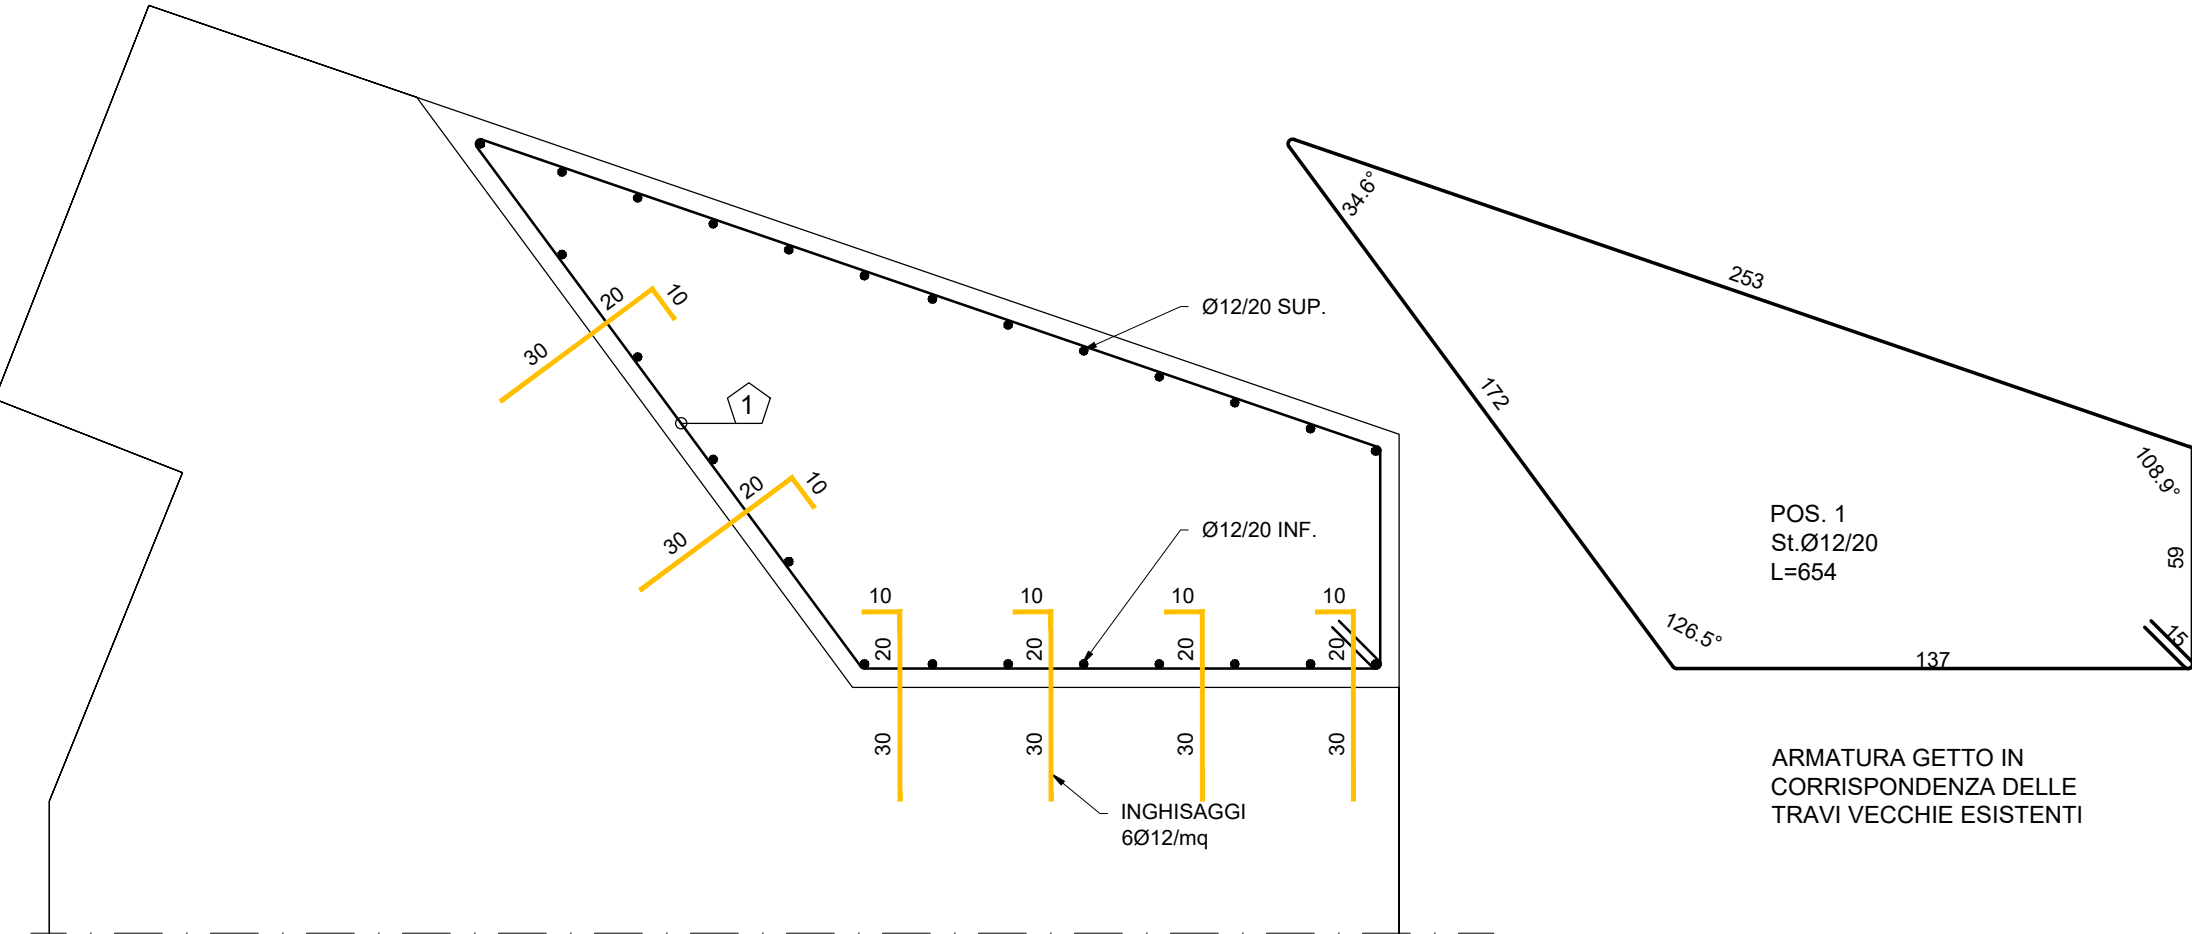 20
10
30
1
20
10
30
Ø12/20 SUP.
Ø12/20 INF.
10
10
10
10
20
20
20
20
30
30
30
30
INGHISAGGI
6Ø12/mq
34.6°
253
172
108.9°
POS. 1
St.Ø12/20
L=654
59
126.5°
137
15
ARMATURA GETTO IN
CORRISPONDENZA DELLE
TRAVI VECCHIE ESISTENTI